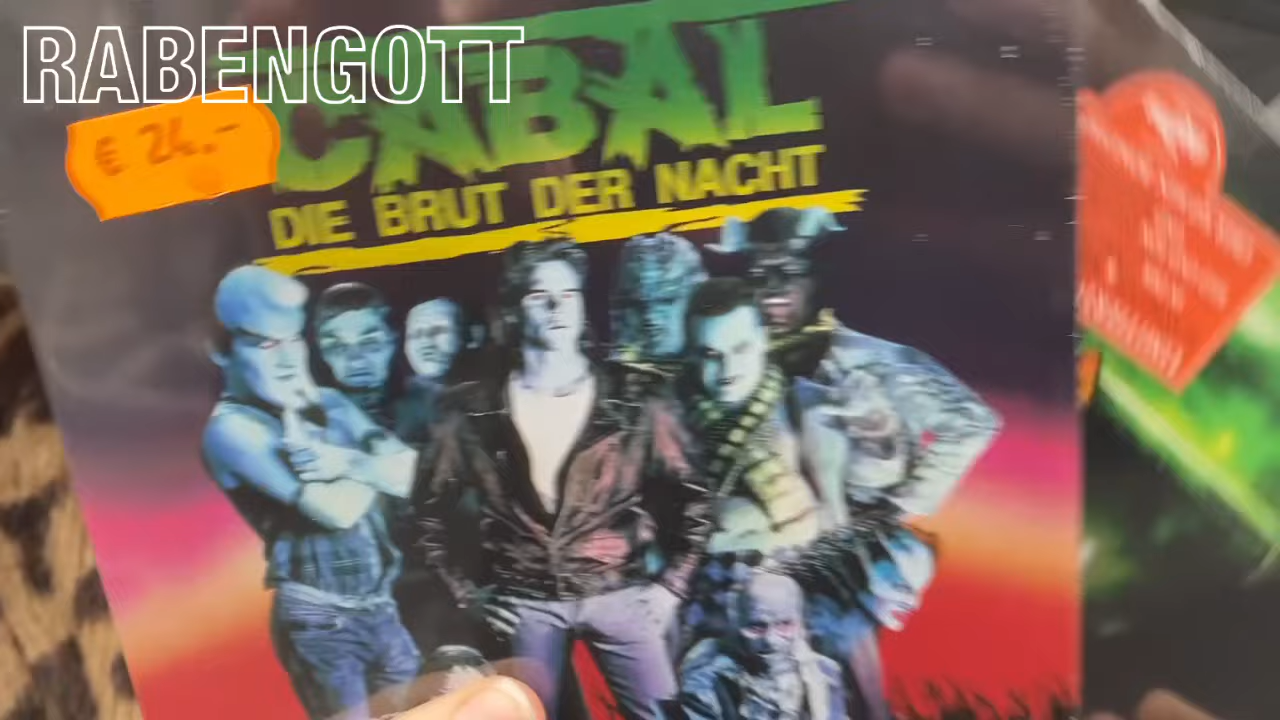 RABENGOTT
CABAL
€ 24.-
DIE BRUT DER NACHT